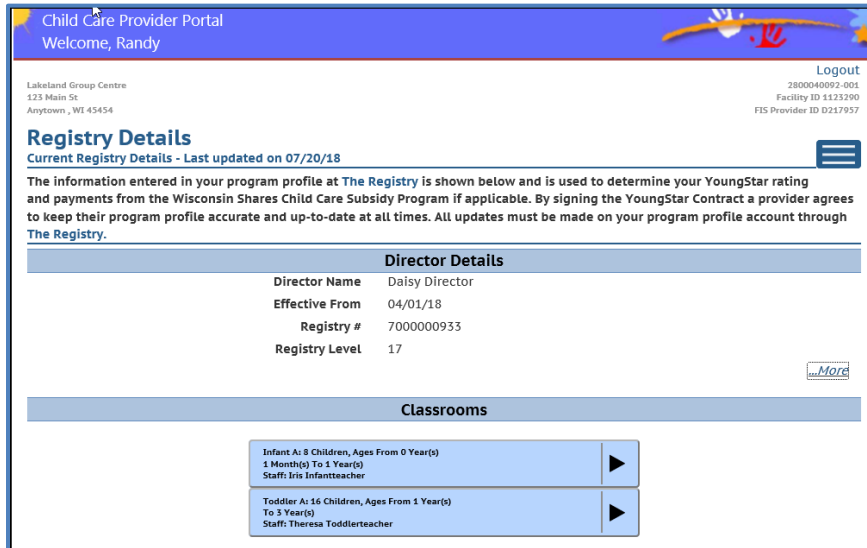 Child Care Provider Portal
Welcome, Randy
Logout
Lakeland Group Centre
123 Main St
Anytown , WI 45454
2800040092-001
Facility ID 1123290
FIS Provider ID D217957
Registry Details
Current Registry Details - Last updated on 07/20/18
The information entered in your program profile at The Registry is shown below and is used to determine your YoungStar rating
and payments from the Wisconsin Shares Child Care Subsidy Program if applicable. By signing the YoungStar Contract a provider agrees
to keep their program profile accurate and up-to-date at all times. All updates must be made on your program profile account through
The Registry.
Director Details
Director Name Daisy Director
Effective From 04/01/18
Registry # 7000000933
Registry Level 17
...More
Classrooms
Infant A: 8 Children, Ages From 0 Year(s)
1 Month(s) To 1 Year(s)
Staff: Iris Infantteacher
Toddler A: 16 Children, Ages From 1 Year(s)
To 3 Year(s)
Staff: Theresa Toddlerteacher